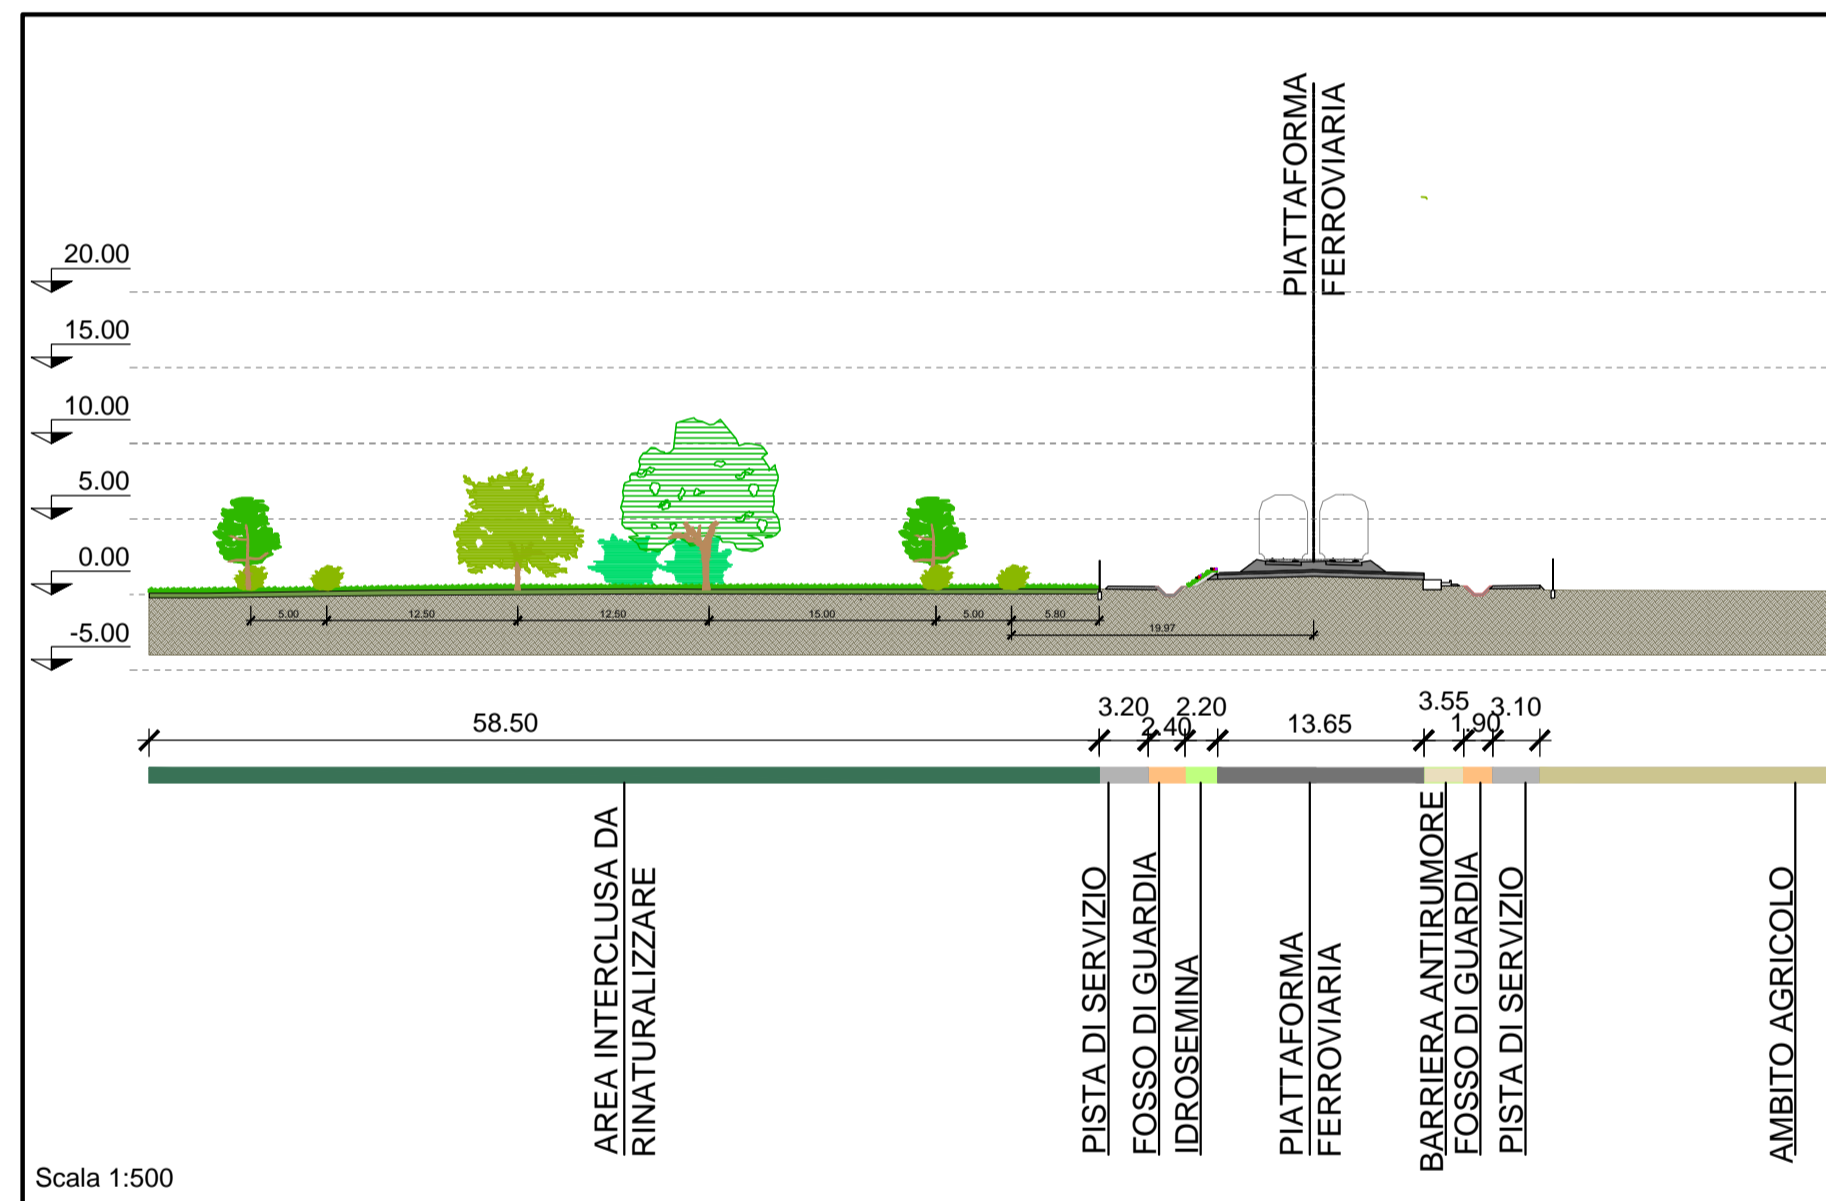 PIATTAFORMA
FERROVIARIA
20.00
15.00
10.00
5.00
0.00
-5.00
5.00
12.50
12.50
15.00
5.00
5.80
19.97
58.50
3.20
2.40
2.20
13.65
3.55
1.90
3.10
AREA INTERCLUSA DA
RINATURALIZZARE
PISTA DI SERVIZIO
FOSSO DI GUARDIA
IDROSEMINA
PIATTAFORMA
FERROVIARIA
BARRIERA ANTIRUMORE
FOSSO DI GUARDIA
PISTA DI SERVIZIO
AMBITO AGRICOLO
Scala 1:500